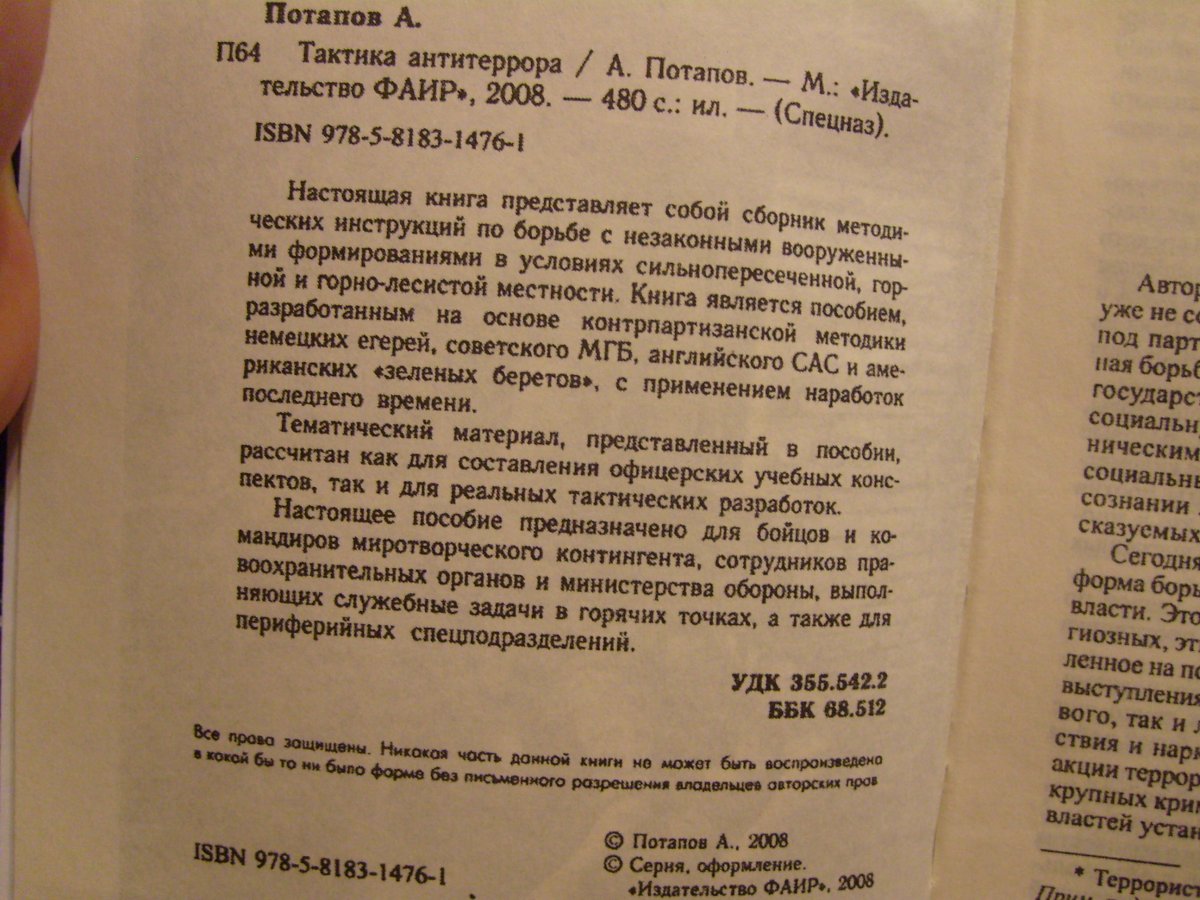 Потапов А.
П64 Тактика антитеррора / А. Потапов. — М.: «Изда-
тельство ФАИР», 2008. — 480 с.: ил. — (Спецназ).
ISBN 978-5-8183-1476-1
Настоящая книга представляет собой сборник методи-
ческих инструкций по борьбе с незаконными вооруженны-
ми формированиями в условиях сильнопересеченной, гор-
ной и горно-лесистой местности. Книга является пособием,
разработанным на основе контрпартизанской методики
немецких егерей, советского МГБ, английского САС и аме-
риканских «зеленых беретов», с применением наработок
последнего времени.
Тематический материал, представленный в пособии,
рассчитан как для составления офицерских учебных конс-
пектов, так и для реальных тактических разработок.
Настоящее пособие предназначено для бойцов и ко-
мандиров миротворческого контингента, сотрудников пра-
воохранительных органов и министерства обороны, выпол-
няющих служебные задачи в горячих точках, а также для
периферийных спецподразделений.
УДК 355.542.2
ББК 68.512
Все права защищены. Никакая часть данной книги не может быть воспроизведена
в какой бы то ни было форме без письменного разрешения владельцев авторских прав
ISBN 978-5-8183-1476-1
© Потапов А., 2008
© Серия, оформление.
«Издательство ФАИР», 2008
Автор
уже не со
под парт
ная борьб
государст
социальн
ническим
социальны
сознании
сказуемых
Сегодня
форма борь
власти. Это
гиозных, эт
ленное на по
выступления
вого, так и л
ствия и нарк
акции террор
крупных крим
властей устан
* Террорист